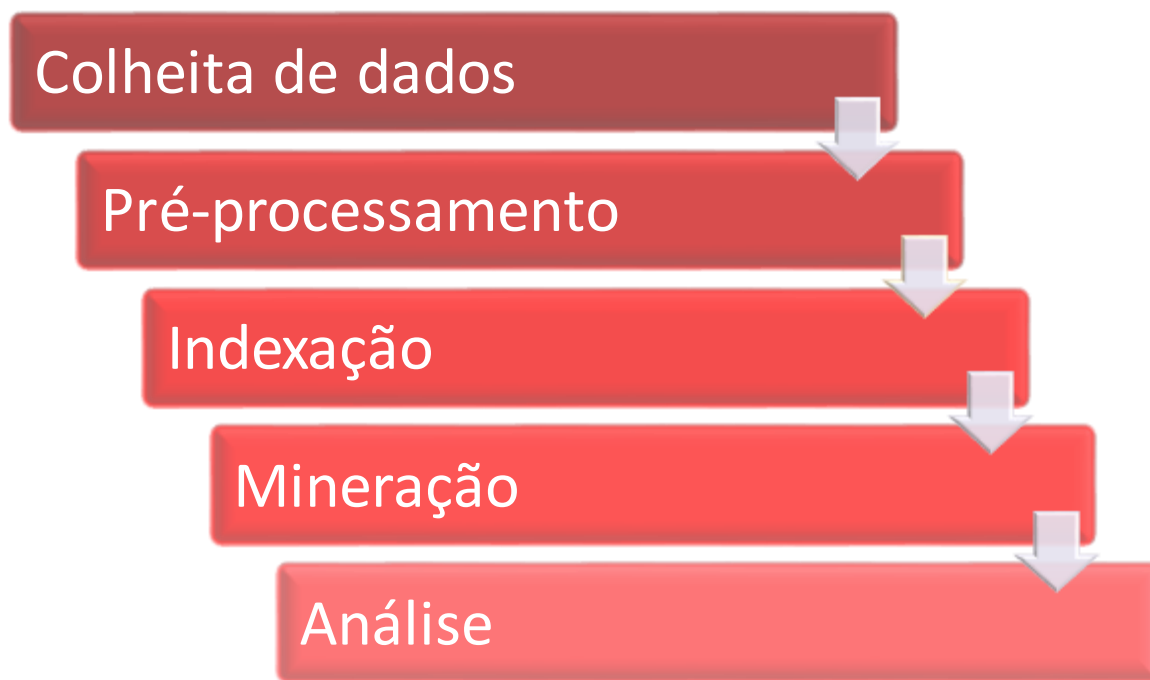 Colheita de dados
Pré-processamento
Indexação
Mineração
Análise